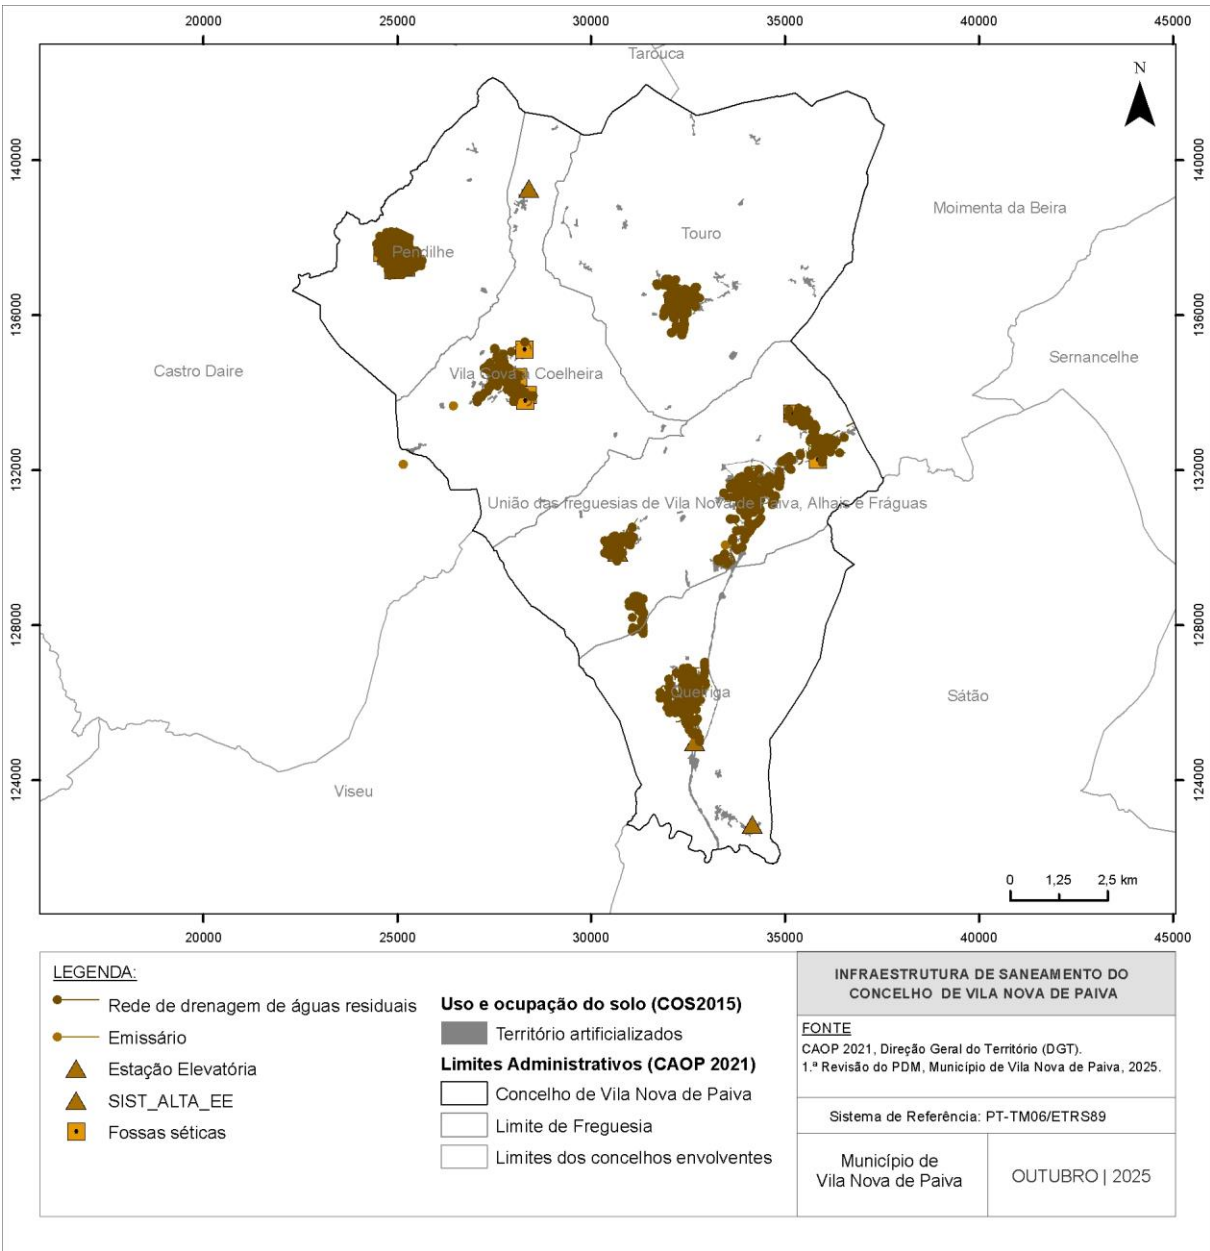 20000 25000 30000 35000 40000 45000
Tarouca
N
140000 140000
Moimenta da Beira
Touro
Pendilhe
136000 136000
Sernancelhe
Castro Daire
Vila Cova à Coelheira
132000 132000
União das freguesias de Vila Nova de Paiva, Alhais e Fráguas
128000 128000
Queiriga
Sátão
124000 124000
Viseu
0 1,25 2,5 km
20000 25000 30000 35000 40000 45000
LEGENDA:
Rede de drenagem de águas residuais
Emissário
Estação Elevatória
SIST_ALTA_EE
Fossas séticas
Uso e ocupação do solo (COS2015)
Território artificializados
Limites Administrativos (CAOP 2021)
Concelho de Vila Nova de Paiva
Limite de Freguesia
Limites dos concelhos envolventes
INFRAESTRUTURA DE SANEAMENTO DO
CONCELHO DE VILA NOVA DE PAIVA
FONTE
CAOP 2021, Direção Geral do Território (DGT).
1.ª Revisão do PDM, Município de Vila Nova de Paiva, 2025.
Sistema de Referência: PT-TM06/ETRS89
Município de
Vila Nova de Paiva
OUTUBRO | 2025